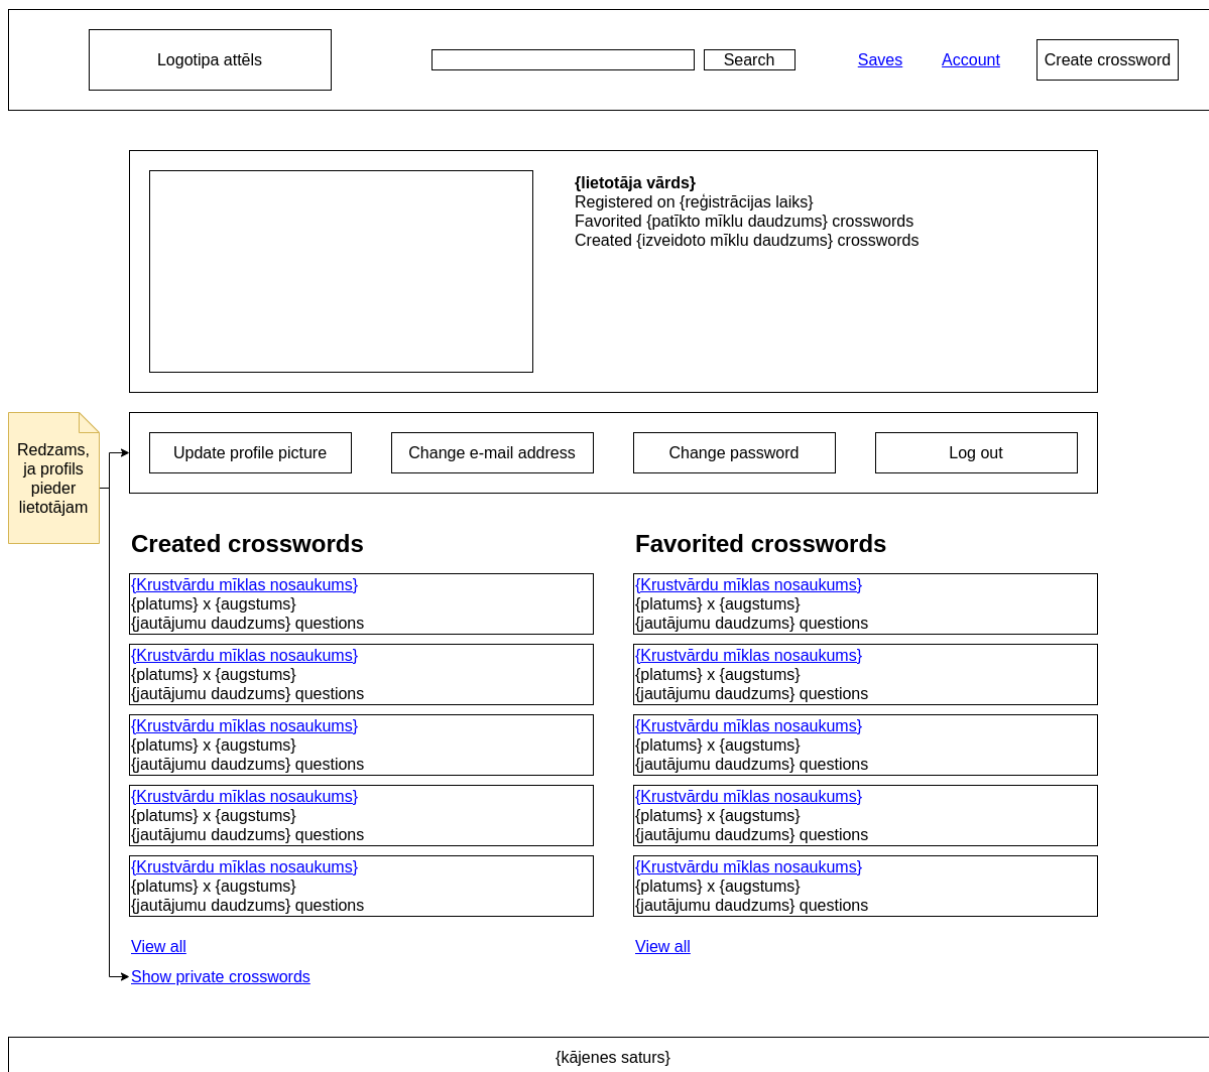 Logotipa attēls
Search
Saves
Account
Create crossword
{lietotāja vārds}
Registered on {reģistrācijas laiks}
Favorited {patīkto mīklu daudzums} crosswords
Created {izveidoto mīklu daudzums} crosswords
Redzams,
ja profils
pieder
lietotājam
Update profile picture
Change e-mail address
Change password
Log out
Created crosswords
{Krustvārdu mīklas nosaukums}
{platums} x {augstums}
{jautājumu daudzums} questions
{Krustvārdu mīklas nosaukums}
{platums} x {augstums}
{jautājumu daudzums} questions
{Krustvārdu mīklas nosaukums}
{platums} x {augstums}
{jautājumu daudzums} questions
{Krustvārdu mīklas nosaukums}
{platums} x {augstums}
{jautājumu daudzums} questions
{Krustvārdu mīklas nosaukums}
{platums} x {augstums}
{jautājumu daudzums} questions
View all
Show private crosswords
Favorited crosswords
{Krustvārdu mīklas nosaukums}
{platums} x {augstums}
{jautājumu daudzums} questions
{Krustvārdu mīklas nosaukums}
{platums} x {augstums}
{jautājumu daudzums} questions
{Krustvārdu mīklas nosaukums}
{platums} x {augstums}
{jautājumu daudzums} questions
{Krustvārdu mīklas nosaukums}
{platums} x {augstums}
{jautājumu daudzums} questions
{Krustvārdu mīklas nosaukums}
{platums} x {augstums}
{jautājumu daudzums} questions
View all
{kājenes saturs}